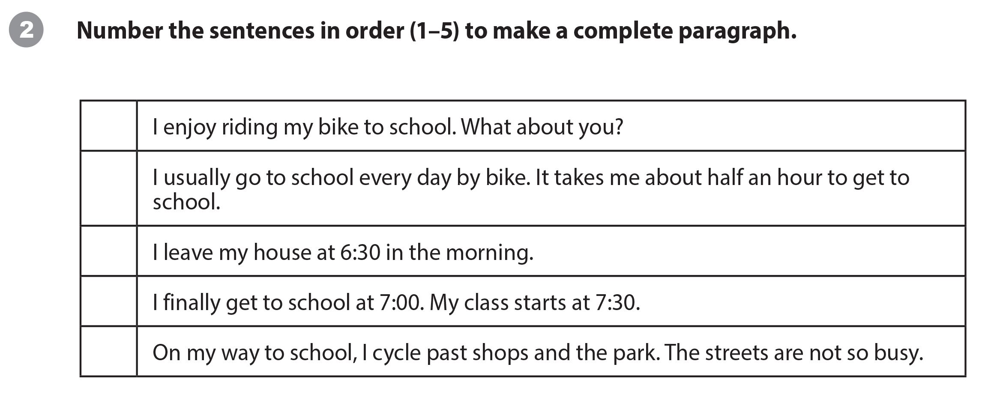 2 Number the sentences in order (1–5) to make a complete paragraph.
I enjoy riding my bike to school. What about you?
I usually go to school every day by bike. It takes me about half an hour to get to
school.
I leave my house at 6:30 in the morning.
I finally get to school at 7:00. My class starts at 7:30.
On my way to school, I cycle past shops and the park. The streets are not so busy.